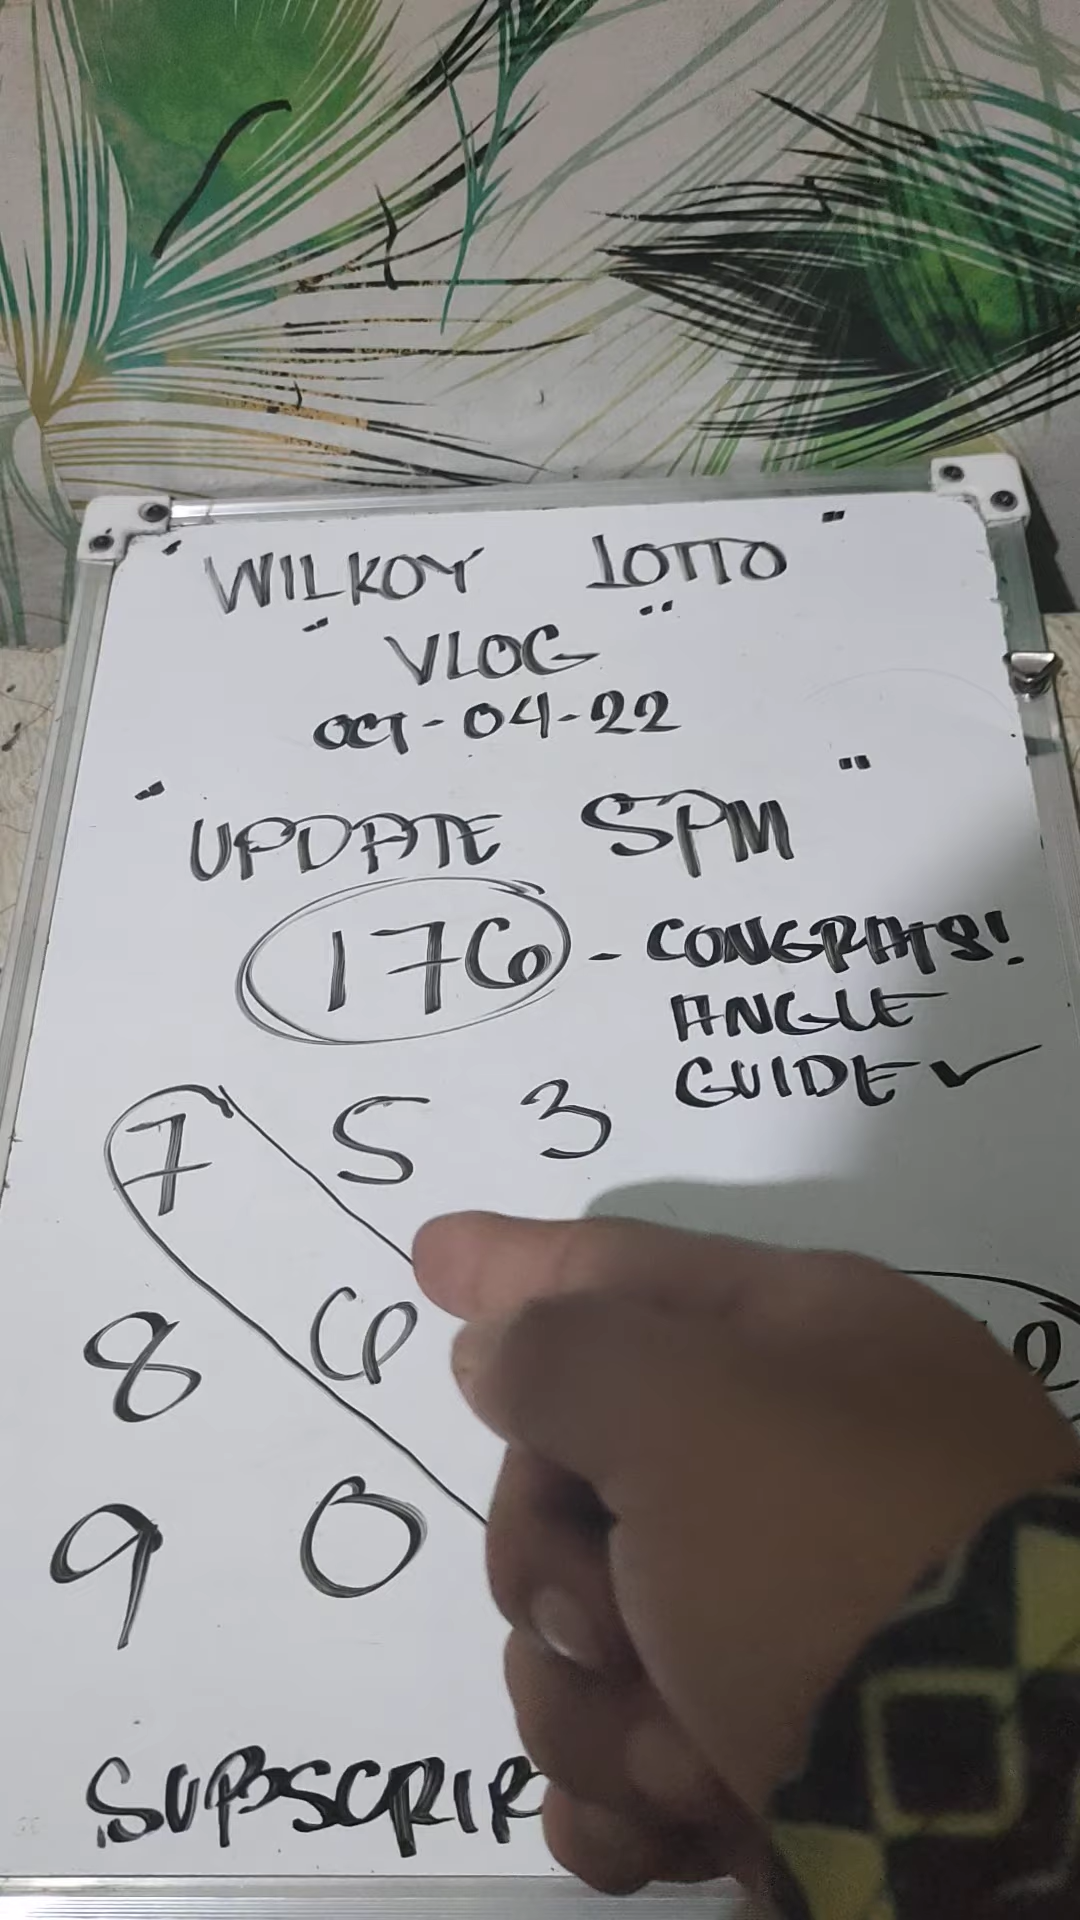 "WILKOY LOTTO"
"VLOG"
OCT-04-22
"UPDATE 5PM"
176 - CONGRATS!
ANGLE
GUIDE✓
7 5 3
8 6
9 0